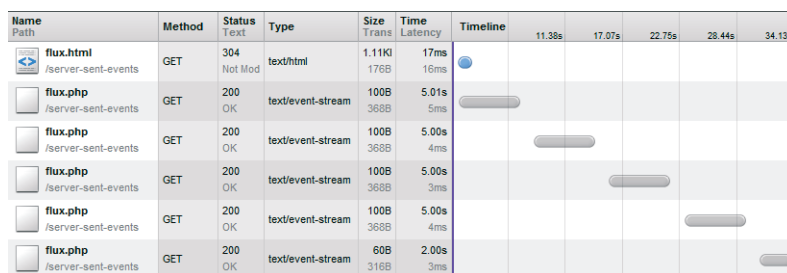 Name Method Status Type Size Time Timeline
Path Text Trans Latency 11.38s 17.07s 22.75s 28.44s 34.13
flux.html GET 304 text/html 1.11K 17ms
/server-sent-events Not Mod 176B 16ms
flux.php GET 200 text/event-stream 100B 5.01s
/server-sent-events OK 368B 5ms
flux.php GET 200 text/event-stream 100B 5.00s
/server-sent-events OK 368B 4ms
flux.php GET 200 text/event-stream 100B 5.00s
/server-sent-events OK 368B 3ms
flux.php GET 200 text/event-stream 100B 5.00s
/server-sent-events OK 368B 4ms
flux.php GET 200 text/event-stream 60B 2.00s
/server-sent-events OK 316B 3ms